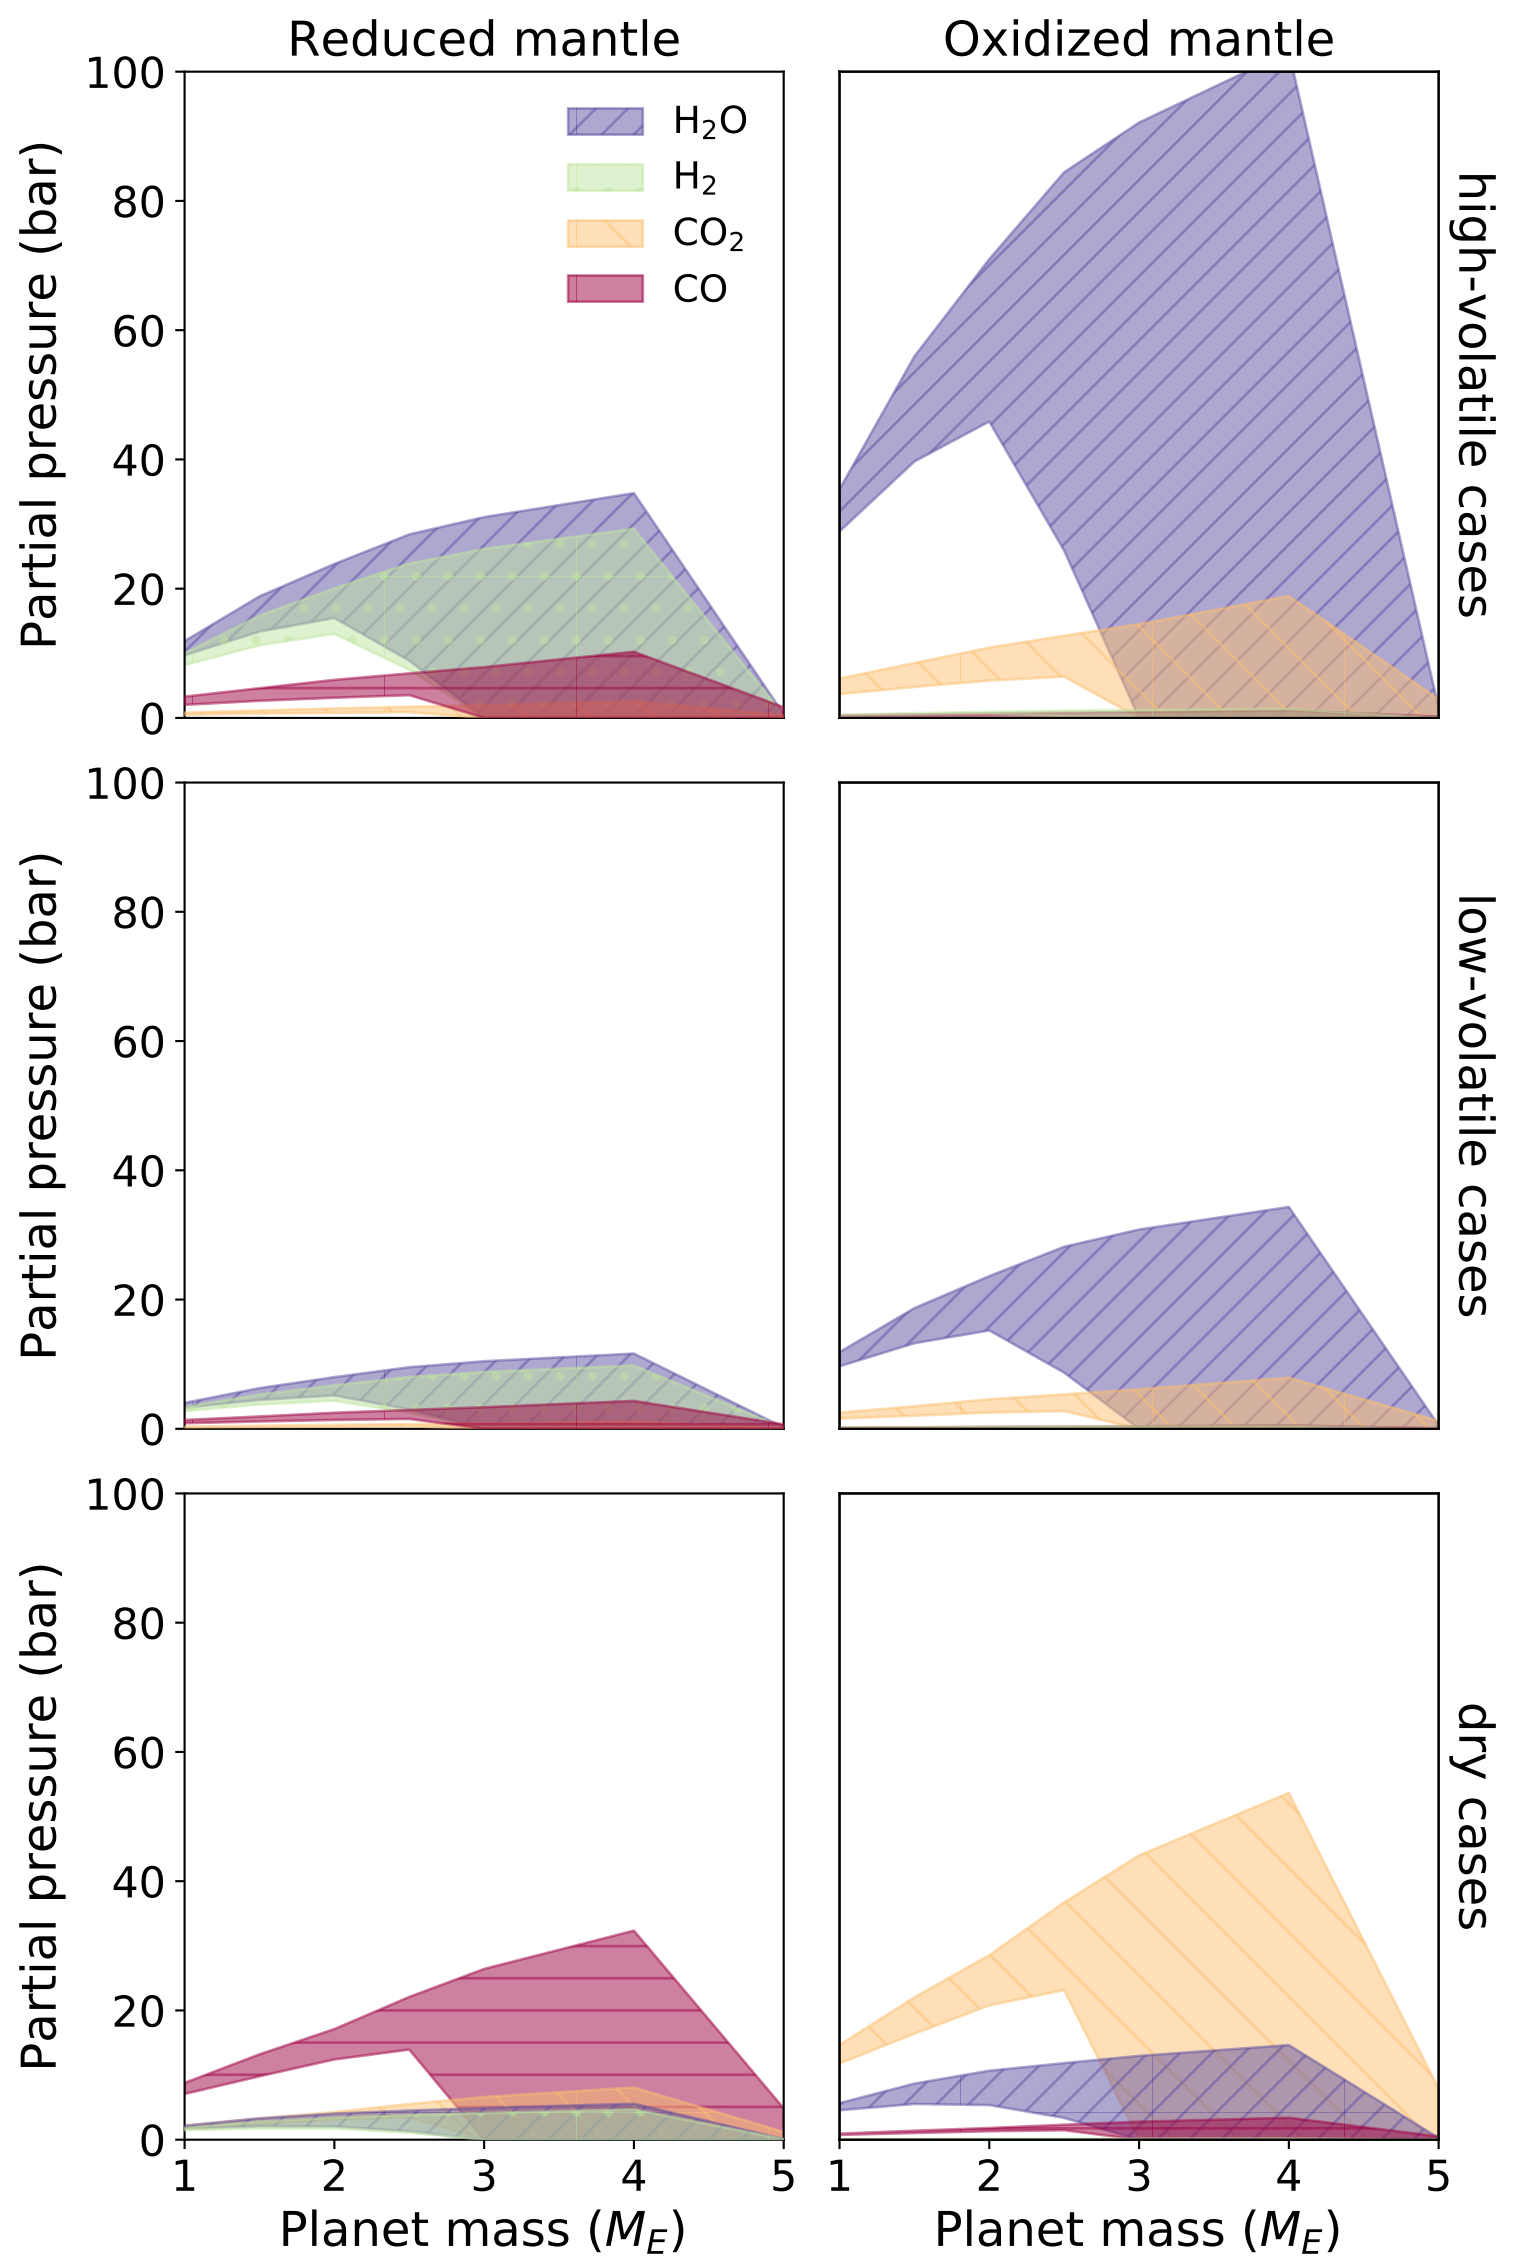 Reduced mantle
Oxidized mantle
100
80
60
40
20
0
Partial pressure (bar)
H₂O
H₂
CO₂
CO
high-volatile cases
100
80
60
40
20
0
Partial pressure (bar)
low-volatile cases
100
80
60
40
20
0
Partial pressure (bar)
dry cases
1 2 3 4 5
1 2 3 4 5
Planet mass (M_E)
Planet mass (M_E)